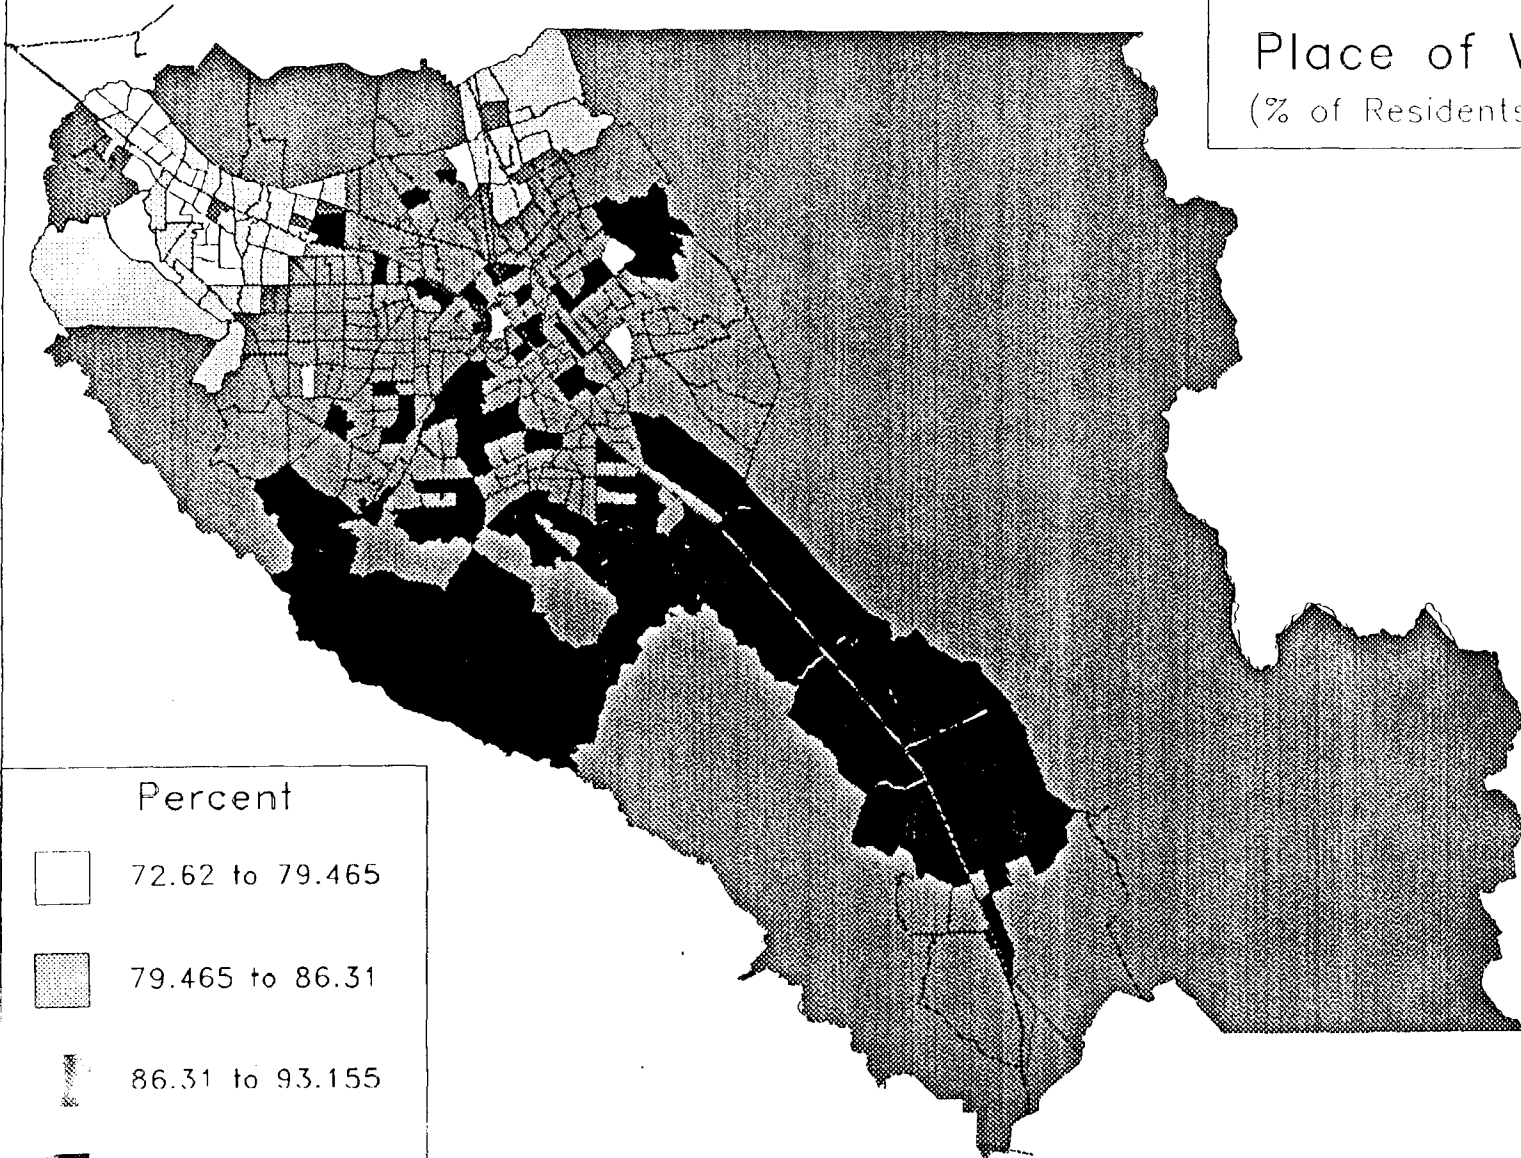 Place of
(% of Residents
Percent
72.62 to 79.465
79.465 to 86.31
86.31 to 93.155